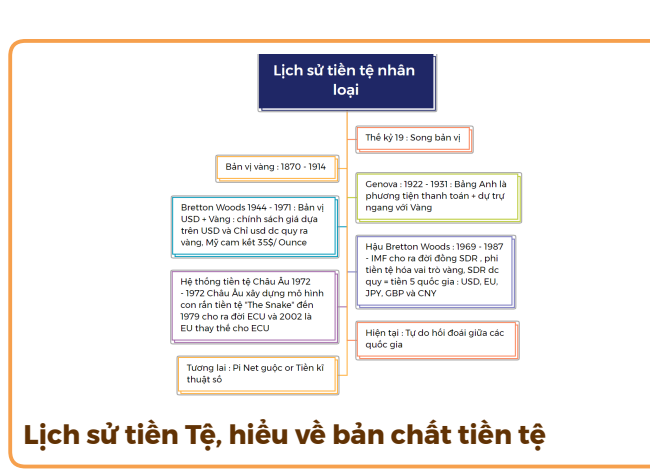 Lịch sử tiền tệ nhân
loại
Thế kỷ 19 : Song bản vị
Bản vị vàng : 1870 - 1914
Genova : 1922 - 1931 : Bảng Anh là
phương tiện thanh toán + dự trự
ngang với Vàng
Bretton Woods 1944 - 1971 : Bản vị
USD + Vàng : chính sách giá dựa
trên USD và Chỉ usd dc quy ra
vàng, Mỹ cam kết 35$/ Ounce
Hậu Bretton Woods : 1969 - 1987
- IMF cho ra đời đồng SDR , phi
tiền tệ hóa vai trò vàng, SDR dc
quy = tiền 5 quốc gia : USD, EU,
JPY, GBP và CNY
Hệ thống tiền tệ Châu Âu 1972
- 1972 Châu Âu xây dựng mô hình
con rắn tiền tệ "The Snake" đến
1979 cho ra đời ECU và 2002 là
EU thay thế cho ECU
Hiện tại : Tự do hồi đoái giữa các
quốc gia
Tương lai : Pi Net guộc or Tiền kĩ
thuật số
Lịch sử tiền Tệ, hiểu về bản chất tiền tệ